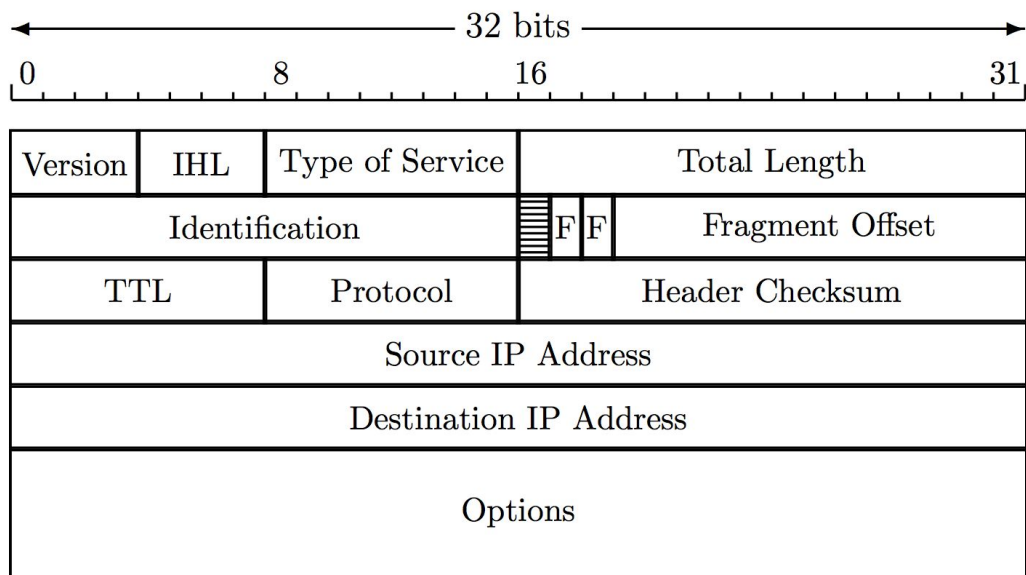 32 bits
0 8 16 31
Version IHL Type of Service Total Length
Identification F F Fragment Offset
TTL Protocol Header Checksum
Source IP Address
Destination IP Address
Options